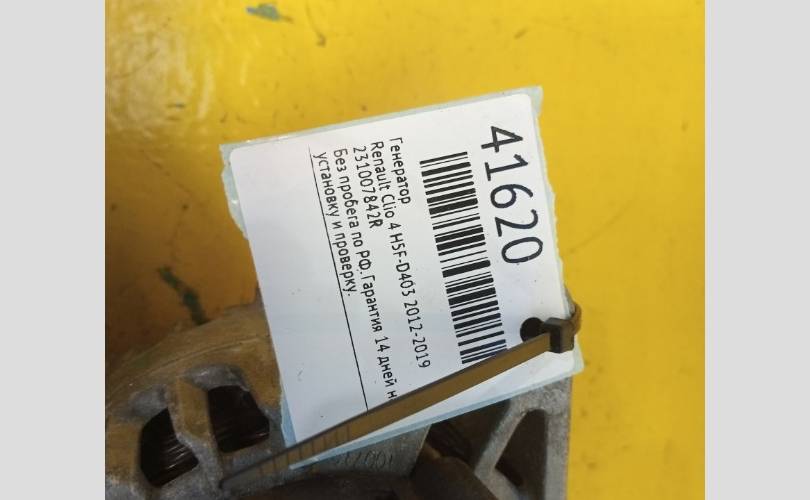 41620
Генератор
Renault Clio 4 H5F-D403 2012-2019
231007842R
Без пробега по РФ. Гарантия 14 дней н
установку и проверку.